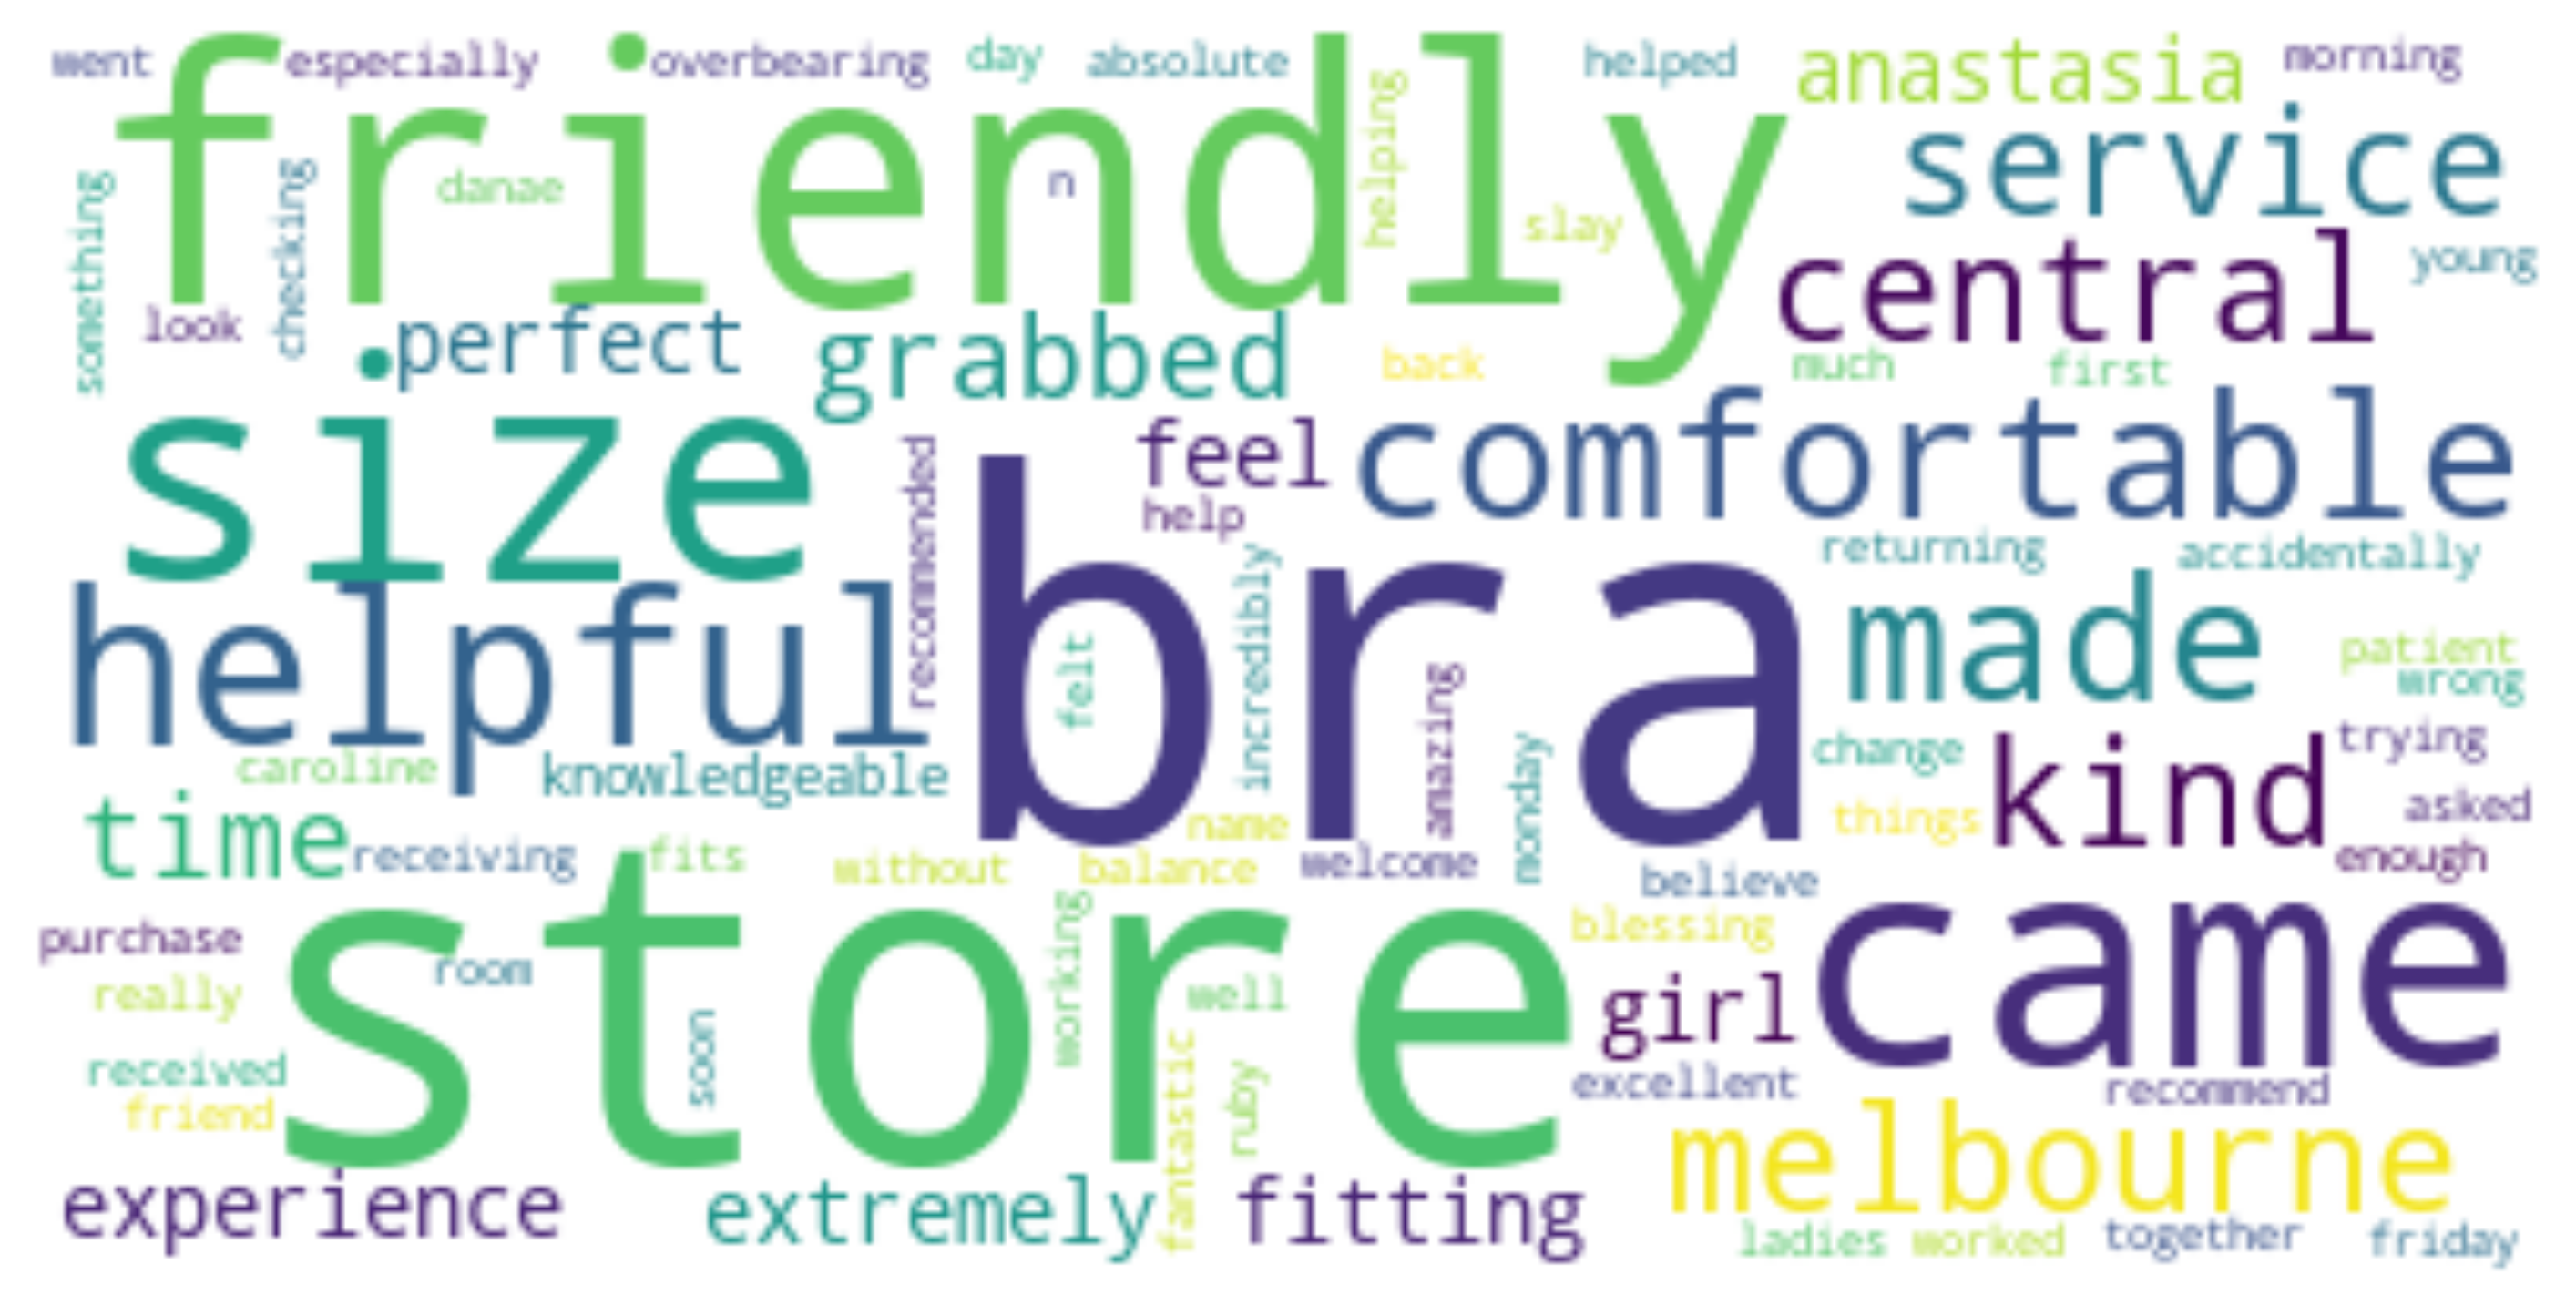 went especially overbearing day absolute helped anastasia morning
friendly
helping
service
something
checking
danae
n
slay
central
young
look
perfect
grabbed
back
much
first
size
recommended
feel
comfortable
help
incredibly
returning
accidentally
helpful
bra
felt
amazing
made
patient
wrong
caroline
knowledgeable
monday
change
kind
trying
time
name
things
asked
receiving
fits
without
balance
welcome
believe
enough
purchase
store
working
blessing
came
really
room
well
girl
soon
received
fantastic
ruby
excellent
recommend
friend
melbourne
experience
extremely
fitting
ladies
worked
together
friday